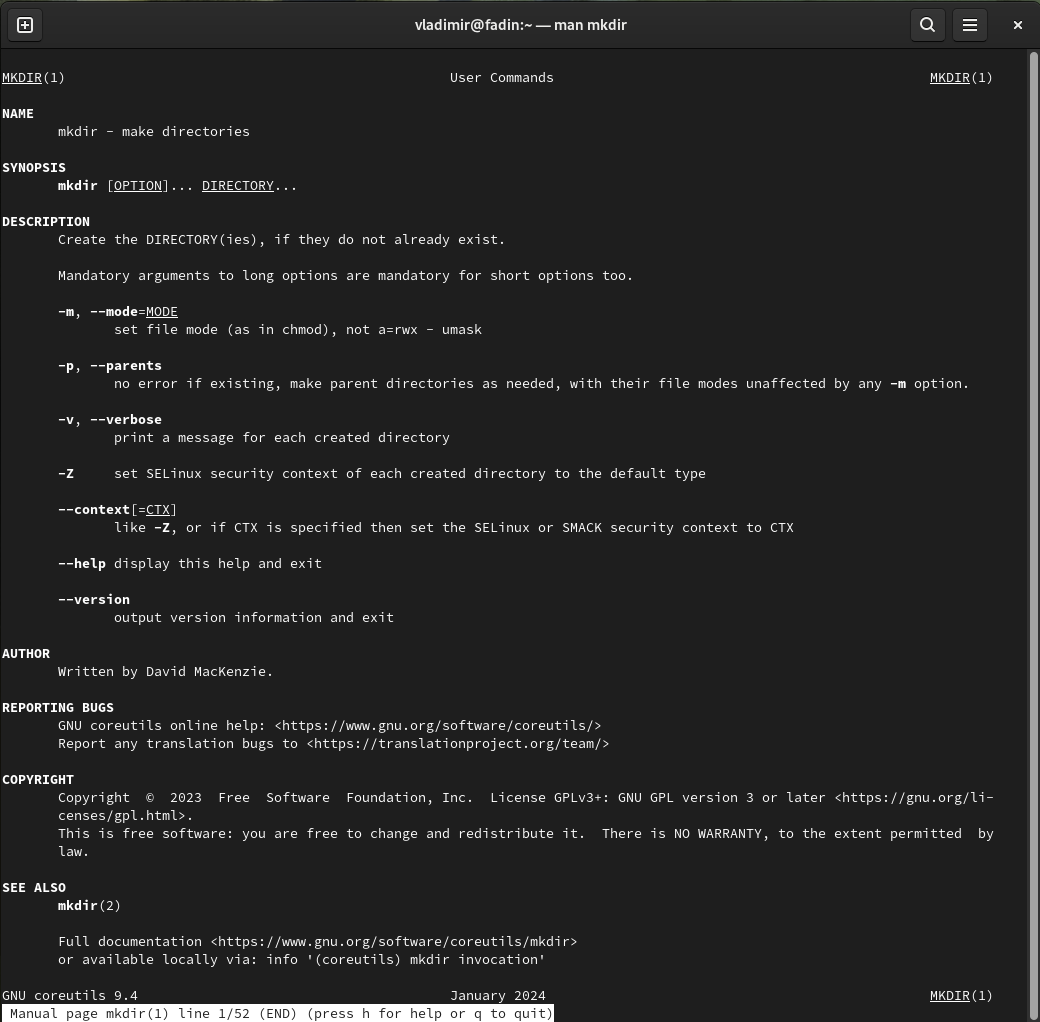 vladimir@fadin:~ — man mkdir
MKDIR(1) User Commands MKDIR(1)
NAME
mkdir - make directories
SYNOPSIS
mkdir [OPTION]... DIRECTORY...
DESCRIPTION
Create the DIRECTORY(ies), if they do not already exist.
Mandatory arguments to long options are mandatory for short options too.
-m, --mode=MODE
set file mode (as in chmod), not a=rwx - umask
-p, --parents
no error if existing, make parent directories as needed, with their file modes unaffected by any -m option.
-v, --verbose
print a message for each created directory
-Z set SELinux security context of each created directory to the default type
--context[=CTX]
like -Z, or if CTX is specified then set the SELinux or SMACK security context to CTX
--help display this help and exit
--version
output version information and exit
AUTHOR
Written by David MacKenzie.
REPORTING BUGS
GNU coreutils online help: <https://www.gnu.org/software/coreutils/>
Report any translation bugs to <https://translationproject.org/team/>
COPYRIGHT
Copyright © 2023 Free Software Foundation, Inc. License GPLv3+: GNU GPL version 3 or later <https://gnu.org/li-
censes/gpl.html>.
This is free software: you are free to change and redistribute it. There is NO WARRANTY, to the extent permitted by
law.
SEE ALSO
mkdir(2)
Full documentation <https://www.gnu.org/software/coreutils/mkdir>
or available locally via: info '(coreutils) mkdir invocation'
GNU coreutils 9.4 January 2024 MKDIR(1)
Manual page mkdir(1) line 1/52 (END) (press h for help or q to quit)